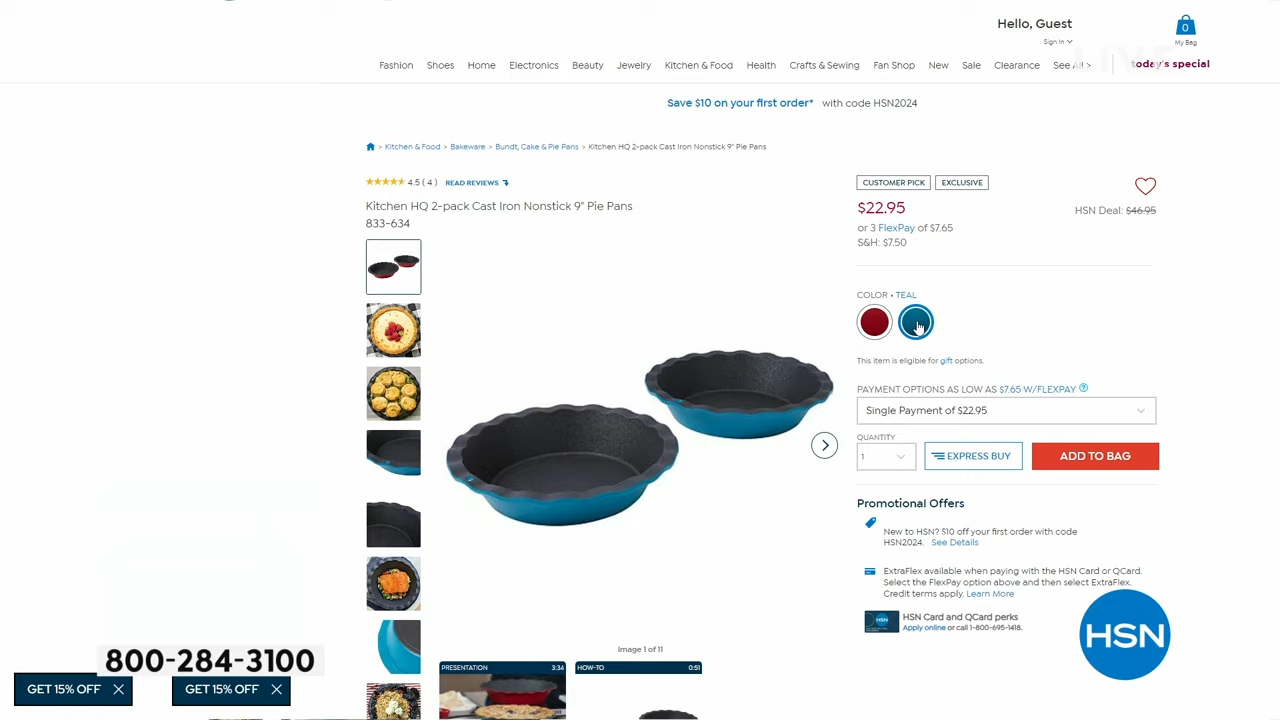 Hello, Guest
Sign In
0
My Bag
Fashion Shoes Home Electronics Beauty Jewelry Kitchen & Food Health Crafts & Sewing Fan Shop New Sale Clearance See All > today's special
LIVE
Save $10 on your first order* with code HSN2024
> Kitchen & Food > Bakeware > Bundt, Cake & Pie Pans > Kitchen HQ 2-pack Cast Iron Nonstick 9" Pie Pans
4.5 ( 4 ) READ REVIEWS
Kitchen HQ 2-pack Cast Iron Nonstick 9" Pie Pans
833-634
CUSTOMER PICK EXCLUSIVE
$22.95
HSN Deal: $46.95
or 3 FlexPay of $7.65
S&H: $7.50
COLOR • TEAL
This item is eligible for gift options.
PAYMENT OPTIONS AS LOW AS $7.65 W/FLEXPAY ?
Single Payment of $22.95
QUANTITY
1
EXPRESS BUY
ADD TO BAG
Promotional Offers
New to HSN? $10 off your first order with code
HSN2024. See Details
ExtraFlex available when paying with the HSN Card or QCard.
Select the FlexPay option above and then select ExtraFlex.
Credit terms apply. Learn More
HSN
HSN Card and QCard perks
Apply online or call 1-800-695-1418.
HSN
Image 1 of 11
PRESENTATION 3:34
HOW-TO 0:51
800-284-3100
GET 15% OFF
GET 15% OFF